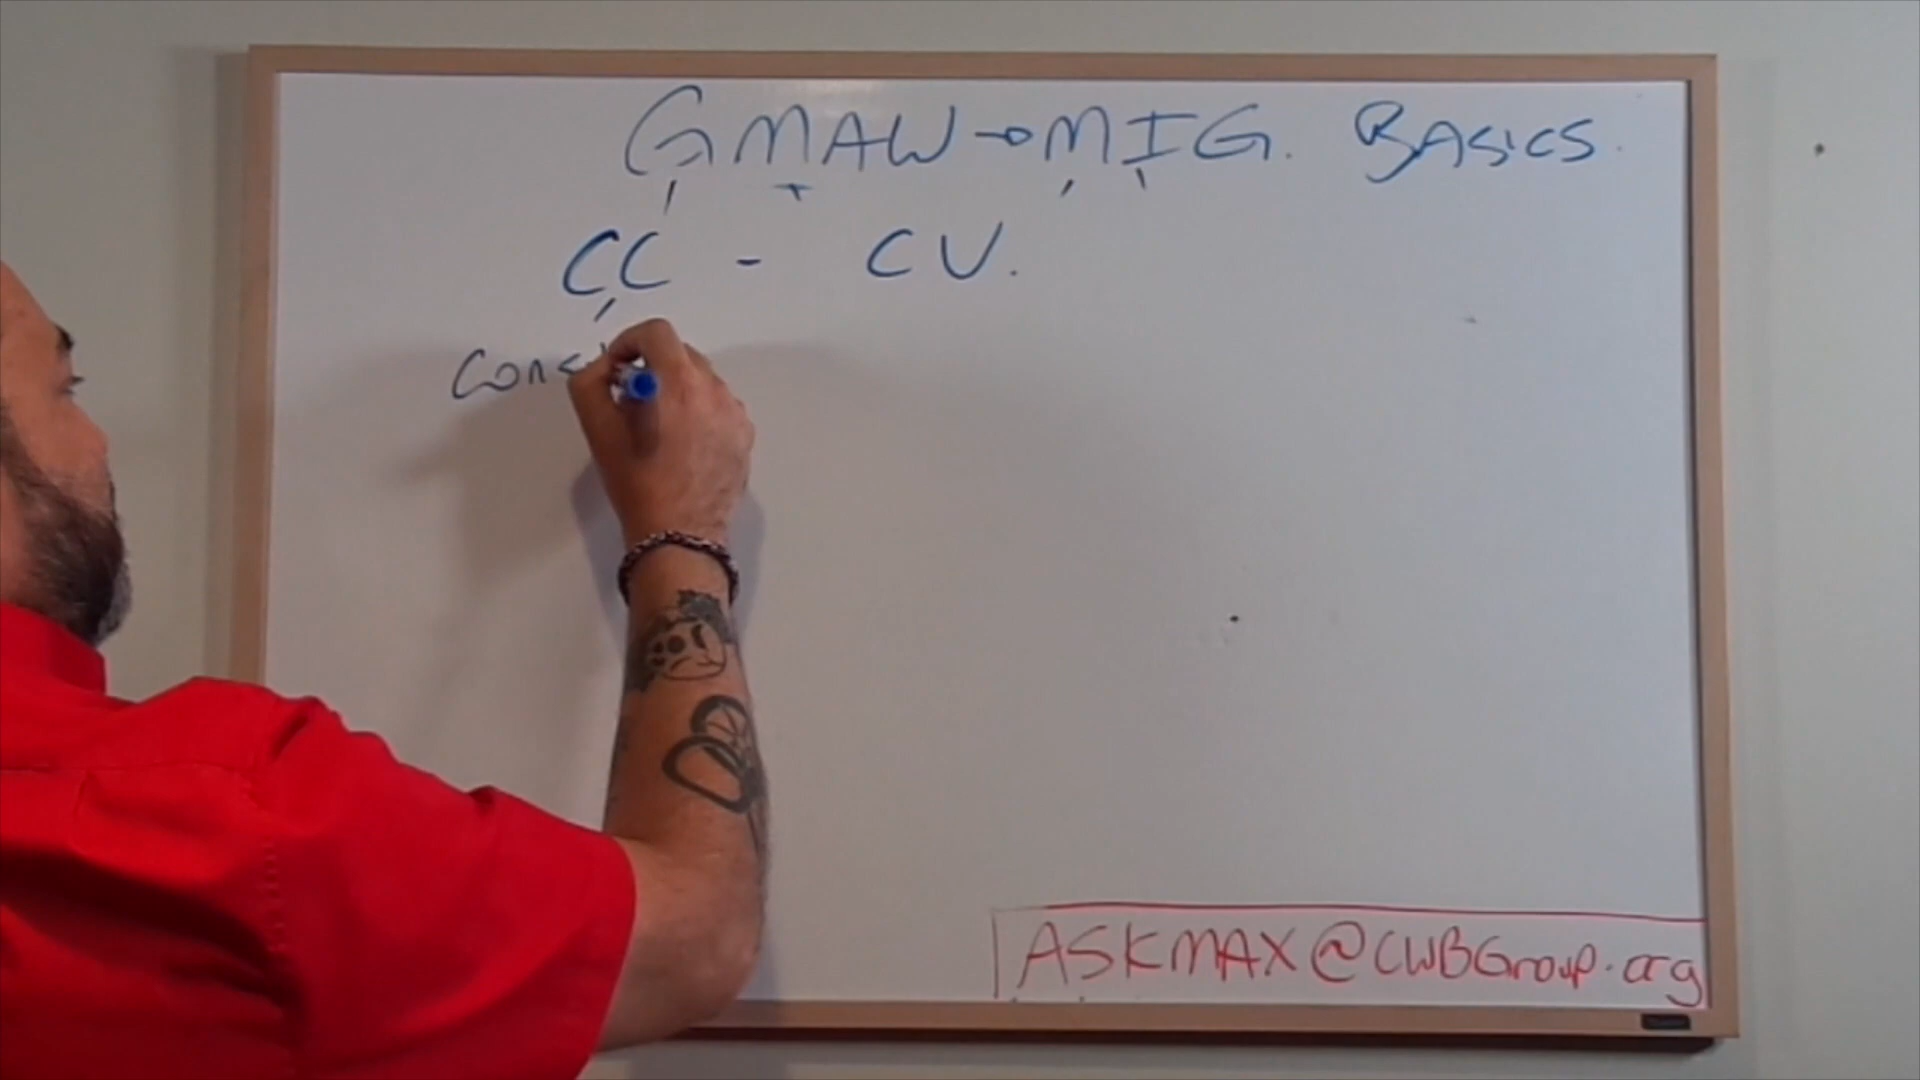 GMAW → MIG. BASICS.
CC - CV.
ASKMAX@CWBGroup.org